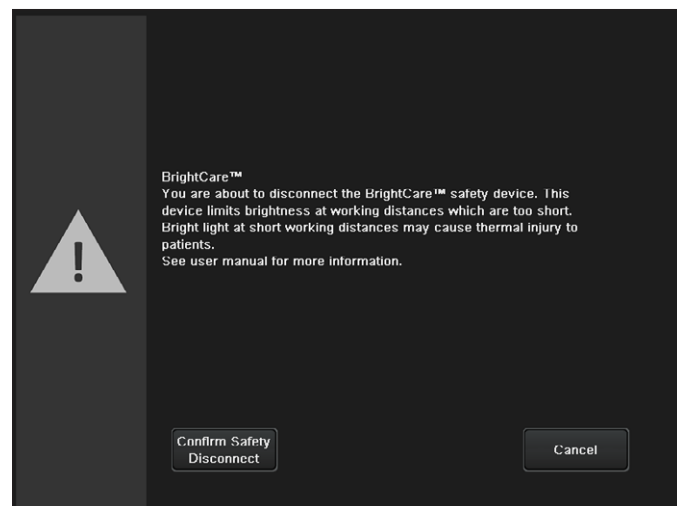 BrightCare™
You are about to disconnect the BrightCare™ safety device. This
device limits brightness at working distances which are too short.
Bright light at short working distances may cause thermal injury to
patients.
See user manual for more information.
Confirm Safety
Disconnect
Cancel